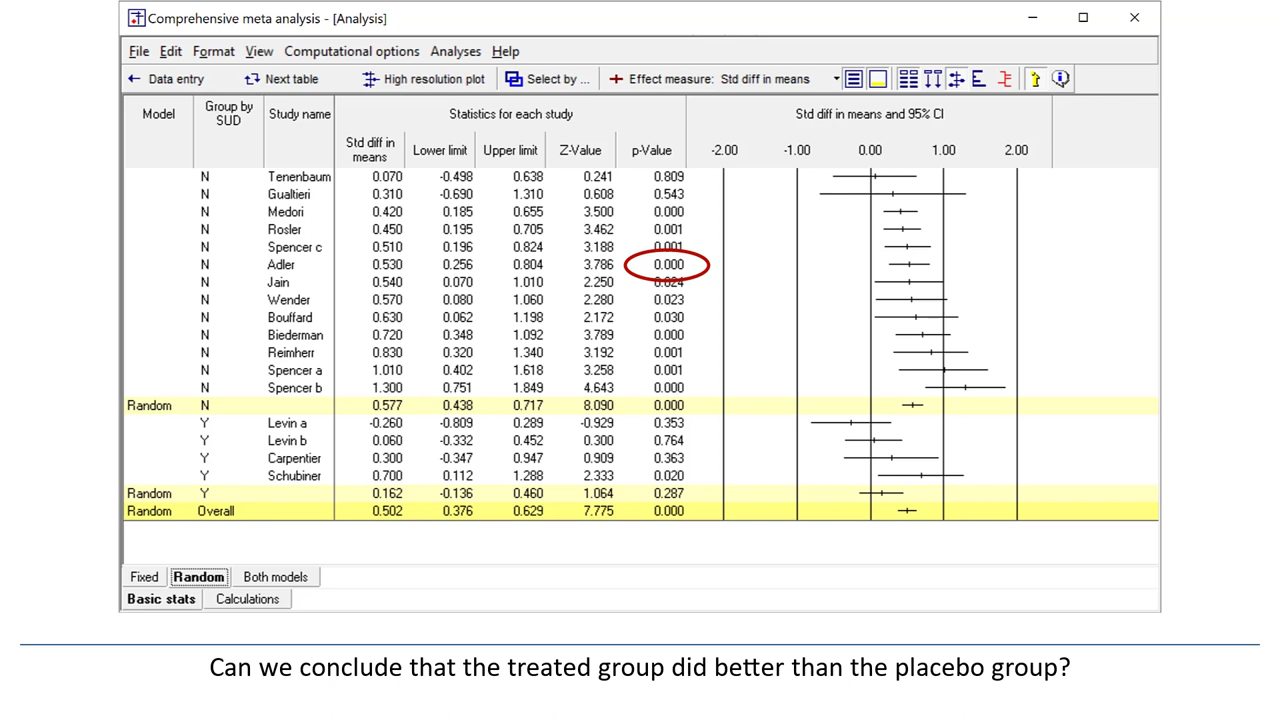 Comprehensive meta analysis - [Analysis]
File Edit Format View Computational options Analyses Help
Data entry Next table High resolution plot Select by ... Effect measure: Std diff in means
Model Group by SUD Study name Statistics for each study Std diff in means and 95% CI
Std diff in means Lower limit Upper limit Z-Value p-Value -2.00 -1.00 0.00 1.00 2.00
N Tenenbaum 0.070 -0.498 0.638 0.241 0.809
N Gualtieri 0.310 -0.690 1.310 0.608 0.543
N Medori 0.420 0.185 0.655 3.500 0.000
N Rosler 0.450 0.195 0.705 3.462 0.001
N Spencer c 0.510 0.196 0.824 3.188 0.001
N Adler 0.530 0.256 0.804 3.786 0.000
N Jain 0.540 0.070 1.010 2.250 0.024
N Wender 0.570 0.080 1.060 2.280 0.023
N Bouffard 0.630 0.062 1.198 2.172 0.030
N Biederman 0.720 0.348 1.092 3.789 0.000
N Reimherr 0.830 0.320 1.340 3.192 0.001
N Spencer a 1.010 0.402 1.618 3.258 0.001
N Spencer b 1.300 0.751 1.849 4.643 0.000
Random N 0.577 0.438 0.717 8.090 0.000
Y Levin a -0.260 -0.809 0.289 -0.929 0.353
Y Levin b 0.060 -0.332 0.452 0.300 0.764
Y Carpentier 0.300 -0.347 0.947 0.909 0.363
Y Schubiner 0.700 0.112 1.288 2.333 0.020
Random Y 0.162 -0.136 0.460 1.064 0.287
Random Overall 0.502 0.376 0.629 7.775 0.000
Fixed Random Both models
Basic stats Calculations
Can we conclude that the treated group did better than the placebo group?